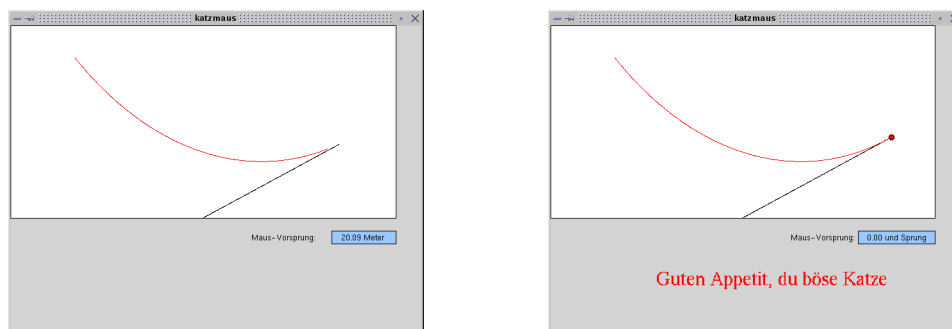 katzmaus
Maus-Vorsprung:
20.09 Meter
katzmaus
Maus-Vorsprung:
0.00 und Sprung
Guten Appetit, du böse Katze